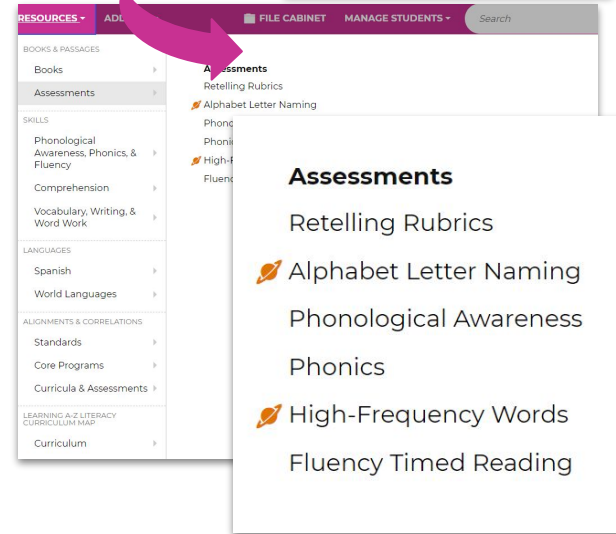 RESOURCES
FILE CABINET
MANAGE STUDENTS
Search
BOOKS & PASSAGES
Books
Assessments
SKILLS
Phonological
Awareness, Phonics, &
Fluency
Comprehension
Vocabulary, Writing, &
Word Work
LANGUAGES
Spanish
World Languages
ALIGNMENTS & CORRELATIONS
Standards
Core Programs
Curricula & Assessments
LEARNING A-Z LITERACY
CURRICULUM MAP
Curriculum
Retelling Rubrics
Alphabet Letter Naming
Assessments
Retelling Rubrics
Alphabet Letter Naming
Phonological Awareness
Phonics
High-Frequency Words
Fluency Timed Reading